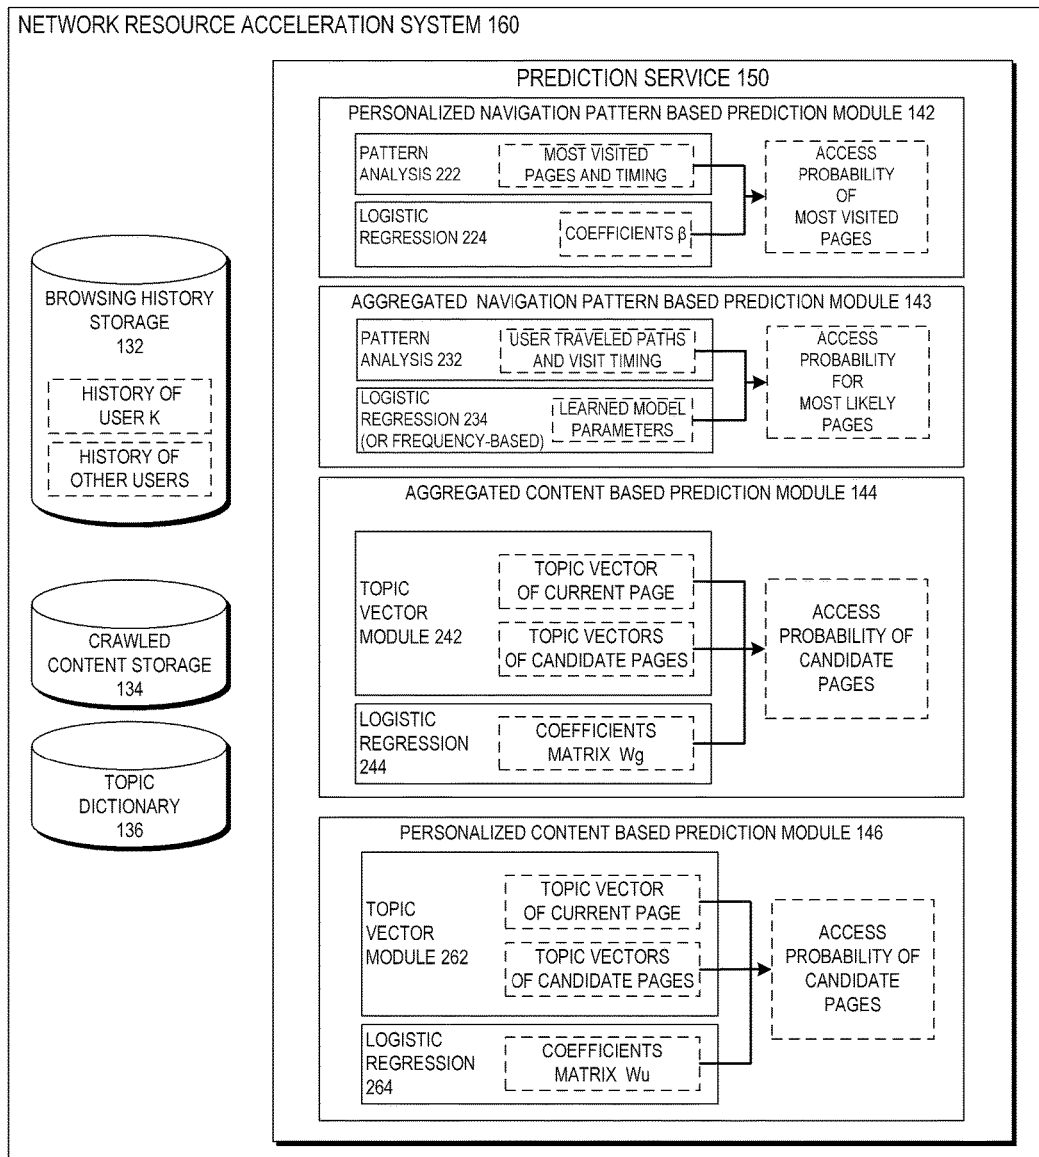 NETWORK RESOURCE ACCELERATION SYSTEM 160
BROWSING HISTORY
STORAGE
132
HISTORY OF
USER K
HISTORY OF
OTHER USERS
CRAWLED
CONTENT STORAGE
134
TOPIC
DICTIONARY
136
PREDICTION SERVICE 150
PERSONALIZED NAVIGATION PATTERN BASED PREDICTION MODULE 142
PATTERN
ANALYSIS 222
MOST VISITED
PAGES AND TIMING
LOGISTIC
REGRESSION 224
COEFFICIENTS β
ACCESS
PROBABILITY
OF
MOST VISITED
PAGES
AGGREGATED NAVIGATION PATTERN BASED PREDICTION MODULE 143
PATTERN
ANALYSIS 232
USER TRAVELED PATHS
AND VISIT TIMING
LOGISTIC
REGRESSION 234
(OR FREQUENCY-BASED)
LEARNED MODEL
PARAMETERS
ACCESS
PROBABILITY
FOR
MOST LIKELY
PAGES
AGGREGATED CONTENT BASED PREDICTION MODULE 144
TOPIC
VECTOR
MODULE 242
TOPIC VECTOR
OF CURRENT PAGE
TOPIC VECTORS
OF CANDIDATE PAGES
LOGISTIC
REGRESSION
244
COEFFICIENTS
MATRIX Wg
ACCESS
PROBABILITY OF
CANDIDATE
PAGES
PERSONALIZED CONTENT BASED PREDICTION MODULE 146
TOPIC
VECTOR
MODULE 262
TOPIC VECTOR
OF CURRENT PAGE
TOPIC VECTORS
OF CANDIDATE PAGES
LOGISTIC
REGRESSION
264
COEFFICIENTS
MATRIX Wu
ACCESS
PROBABILITY OF
CANDIDATE
PAGES